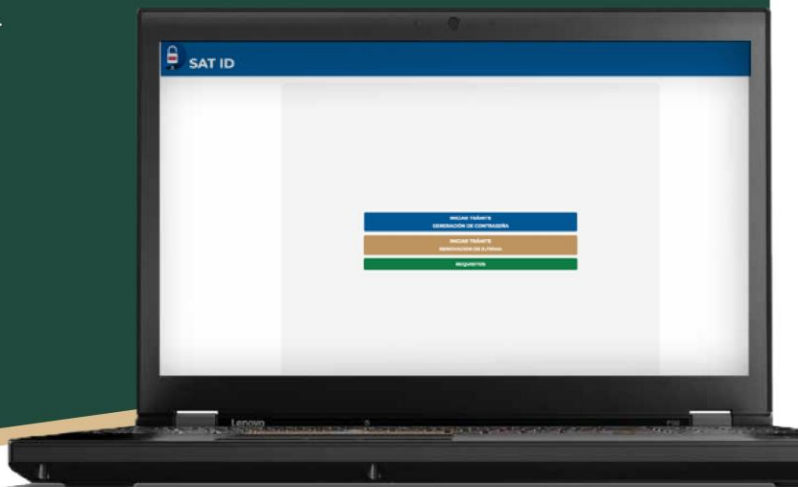 SAT ID
INICIAR TRÁMITE
GENERACIÓN DE CONTRASEÑA
INICIAR TRÁMITE
RENOVACIÓN DE E.FIRMA
REQUISITOS
Lenovo